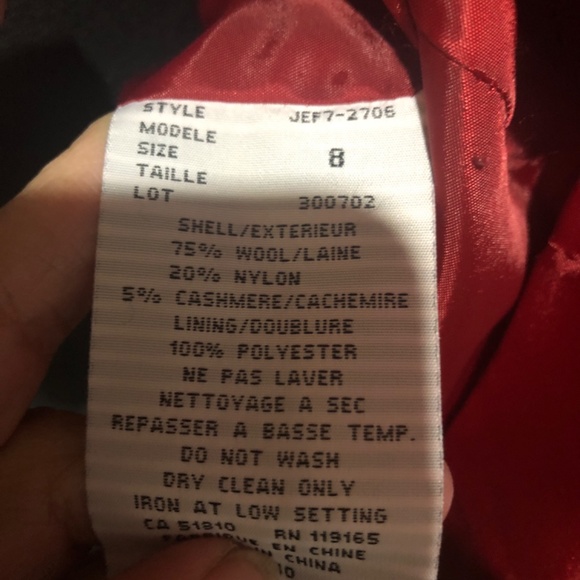 STYLE JEF7-2706
MODELE
SIZE 8
TAILLE
LOT 300702
SHELL/EXTERIEUR
75% WOOL/LAINE
20% NYLON
5% CASHMERE/CACHEMIRE
LINING/DOUBLURE
100% POLYESTER
NE PAS LAVER
NETTOYAGE A SEC
REPASSER A BASSE TEMP.
DO NOT WASH
DRY CLEAN ONLY
IRON AT LOW SETTING
CA 51910 RN 119165
EN CHINE
CHINA